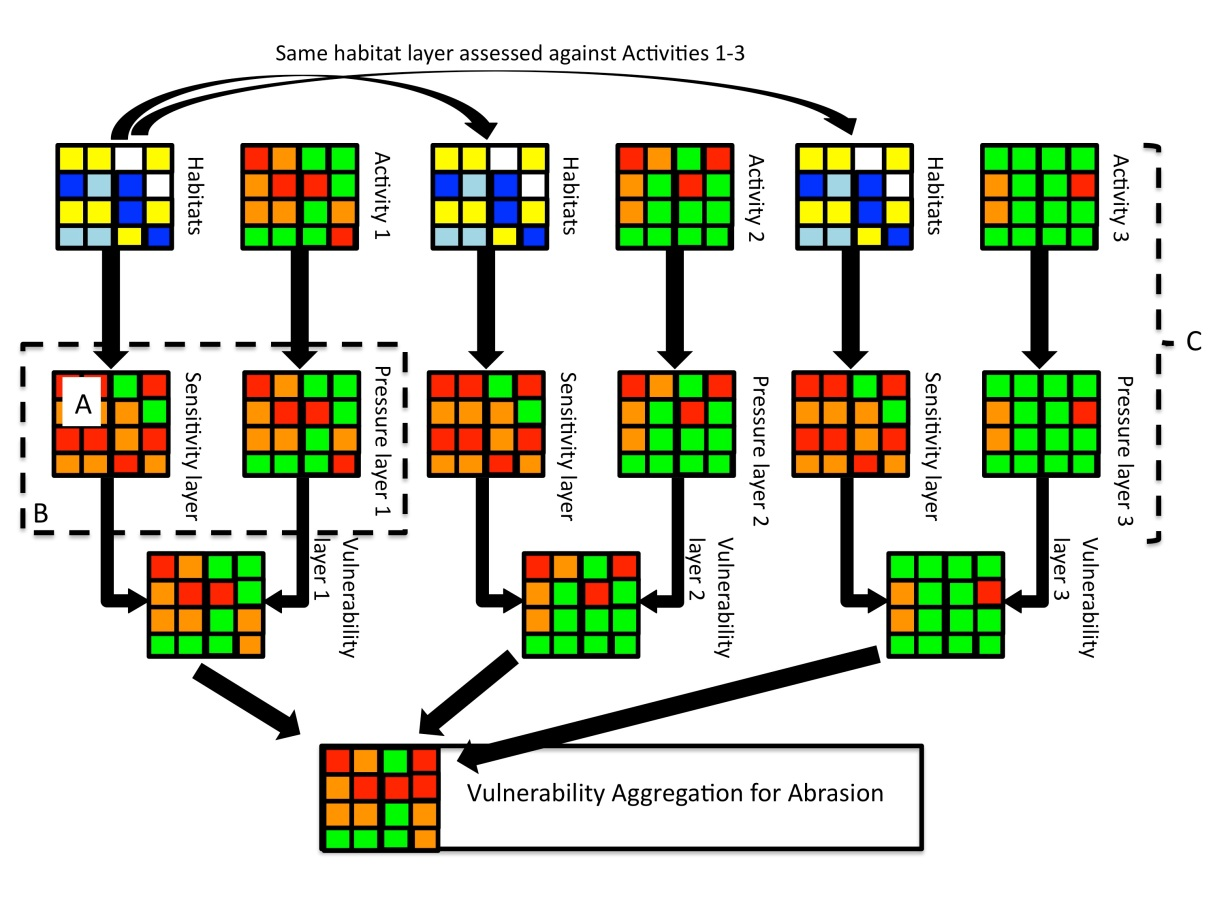 Same habitat layer assessed against Activities 1-3
Habitats
Activity 1
Habitats
Activity 2
Habitats
Activity 3
C
A
Sensitivity layer
Pressure layer 1
Sensitivity layer
Pressure layer 2
Sensitivity layer
Pressure layer 3
B
Vulnerability
layer 1
Vulnerability
layer 2
Vulnerability
layer 3
Vulnerability Aggregation for Abrasion